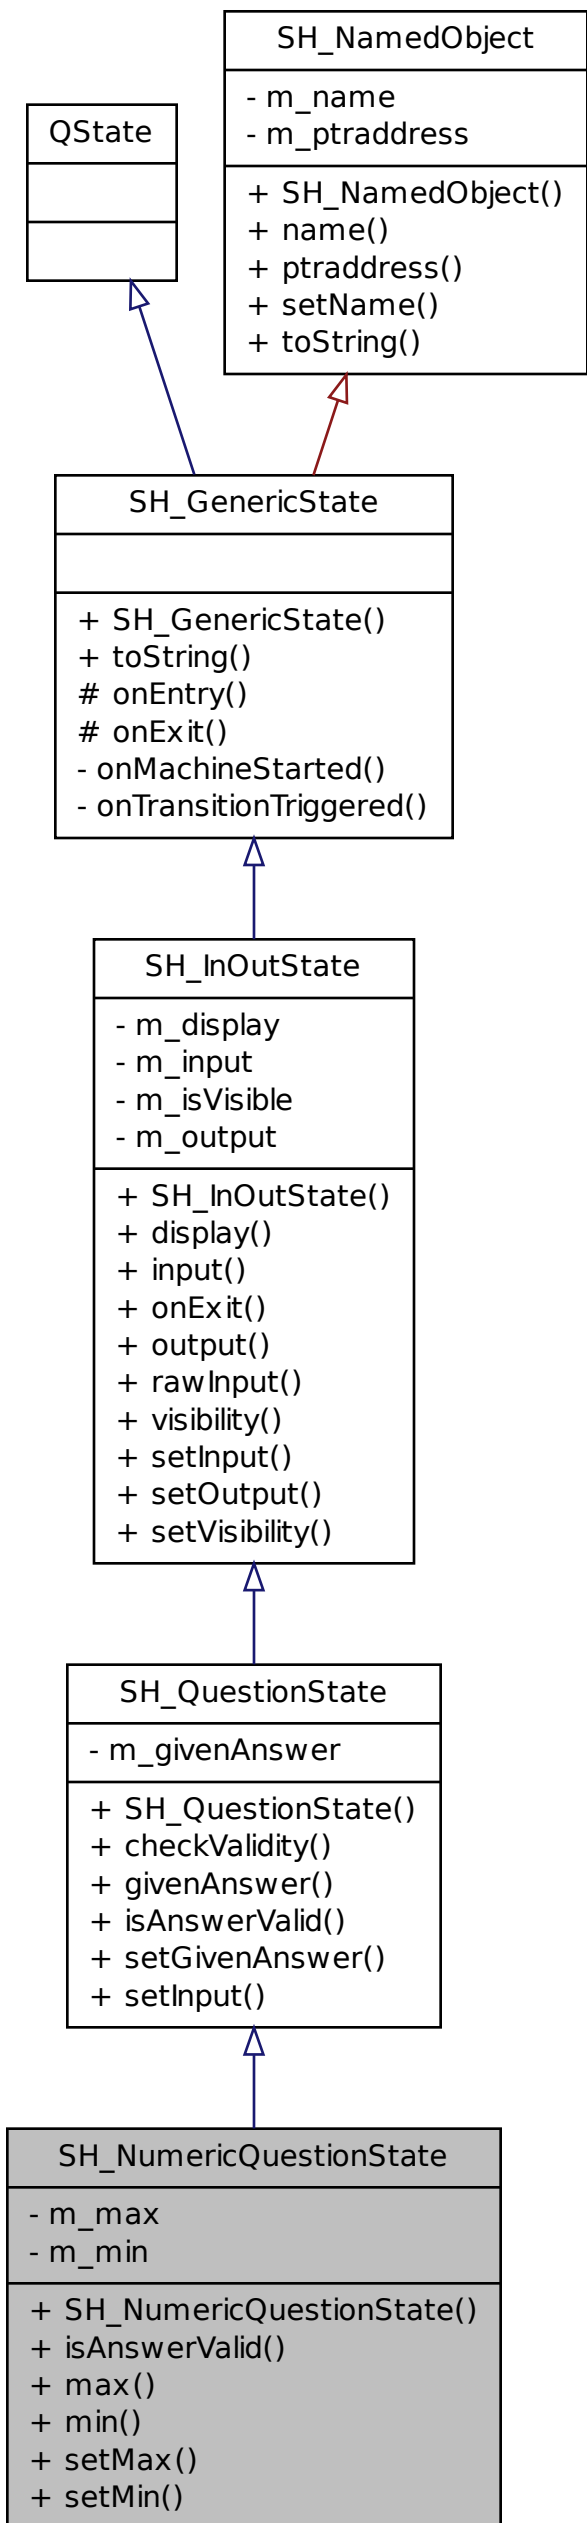 SH_NamedObject
- m_name
- m_ptraddress
+ SH_NamedObject()
+ name()
+ ptraddress()
+ setName()
+ toString()
QState
SH_GenericState
+ SH_GenericState()
+ toString()
# onEntry()
# onExit()
- onMachineStarted()
- onTransitionTriggered()
SH_InOutState
- m_display
- m_input
- m_isVisible
- m_output
+ SH_InOutState()
+ display()
+ input()
+ onExit()
+ output()
+ rawInput()
+ visibility()
+ setInput()
+ setOutput()
+ setVisibility()
SH_QuestionState
- m_givenAnswer
+ SH_QuestionState()
+ checkValidity()
+ givenAnswer()
+ isAnswerValid()
+ setGivenAnswer()
+ setInput()
SH_NumericQuestionState
- m_max
- m_min
+ SH_NumericQuestionState()
+ isAnswerValid()
+ max()
+ min()
+ setMax()
+ setMin()